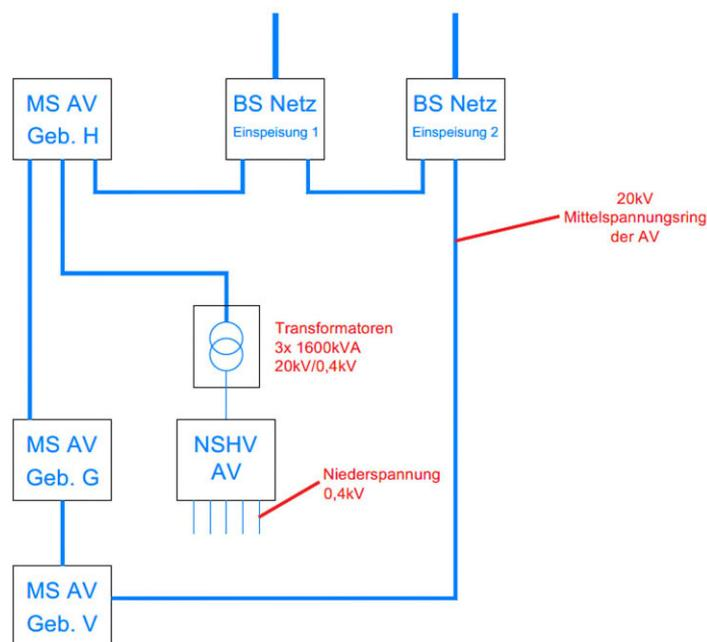 MS AV
Geb. H
BS Netz
Einspeisung 1
BS Netz
Einspeisung 2
20kV
Mittelspannungsring
der AV
Transformatoren
3x 1600kVA
20kV/0,4kV
MS AV
Geb. G
NSHV
AV
Niederspannung
0,4kV
MS AV
Geb. V